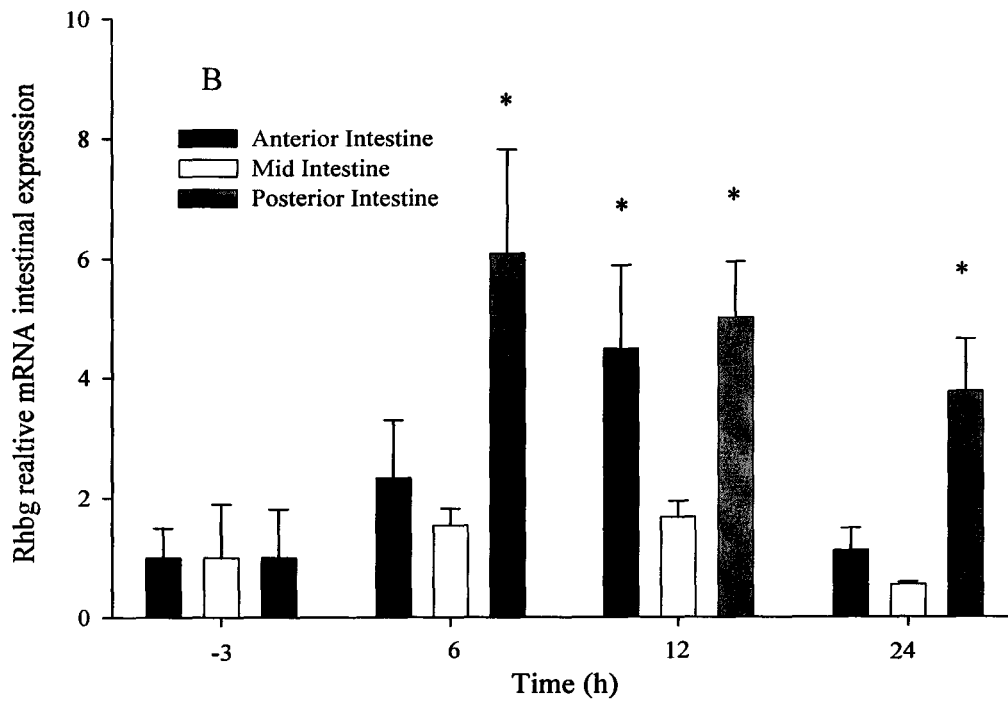 10
8
6
4
2
0
Rhbg realtive mRNA intestinal expression
B
Anterior Intestine
Mid Intestine
Posterior Intestine
*
*
*
*
-3
6
12
24
Time (h)